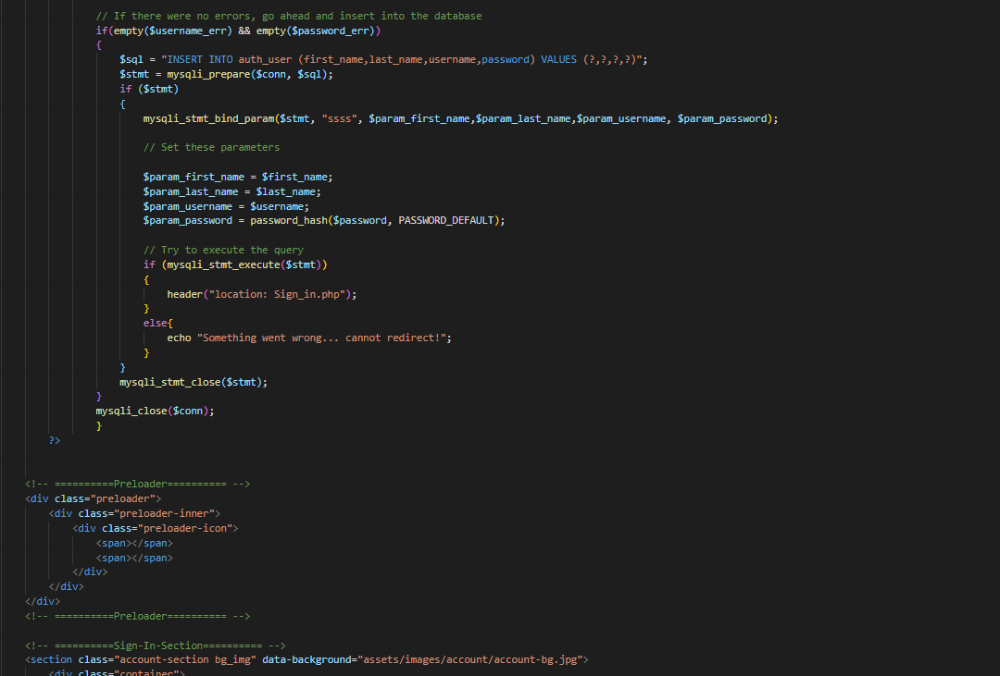 // If there were no errors, go ahead and insert into the database
if(empty($username_err) && empty($password_err))
{
$sql = "INSERT INTO auth_user (first_name,last_name,username,password) VALUES (?,?,?,?)";
$stmt = mysqli_prepare($conn, $sql);
if ($stmt)
{
mysqli_stmt_bind_param($stmt, "ssss", $param_first_name,$param_last_name,$param_username, $param_password);
// Set these parameters
$param_first_name = $first_name;
$param_last_name = $last_name;
$param_username = $username;
$param_password = password_hash($password, PASSWORD_DEFAULT);
// Try to execute the query
if (mysqli_stmt_execute($stmt))
{
header("location: Sign_in.php");
}
else{
echo "Something went wrong... cannot redirect!";
}
}
mysqli_stmt_close($stmt);
}
mysqli_close($conn);
}
?>
<!-- ==========Preloader========== -->
<div class="preloader">
<div class="preloader-inner">
<div class="preloader-icon">
<span></span>
<span></span>
</div>
</div>
</div>
<!-- ==========Preloader========== -->
<!-- ==========Sign-In-Section========== -->
<section class="account-section bg_img" data-background="assets/images/account/account-bg.jpg">
<div class="container">